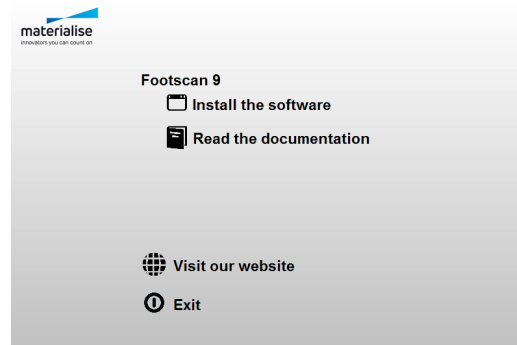 materialise
innovators you can count on
Footscan 9
Install the software
Read the documentation
Visit our website
Exit